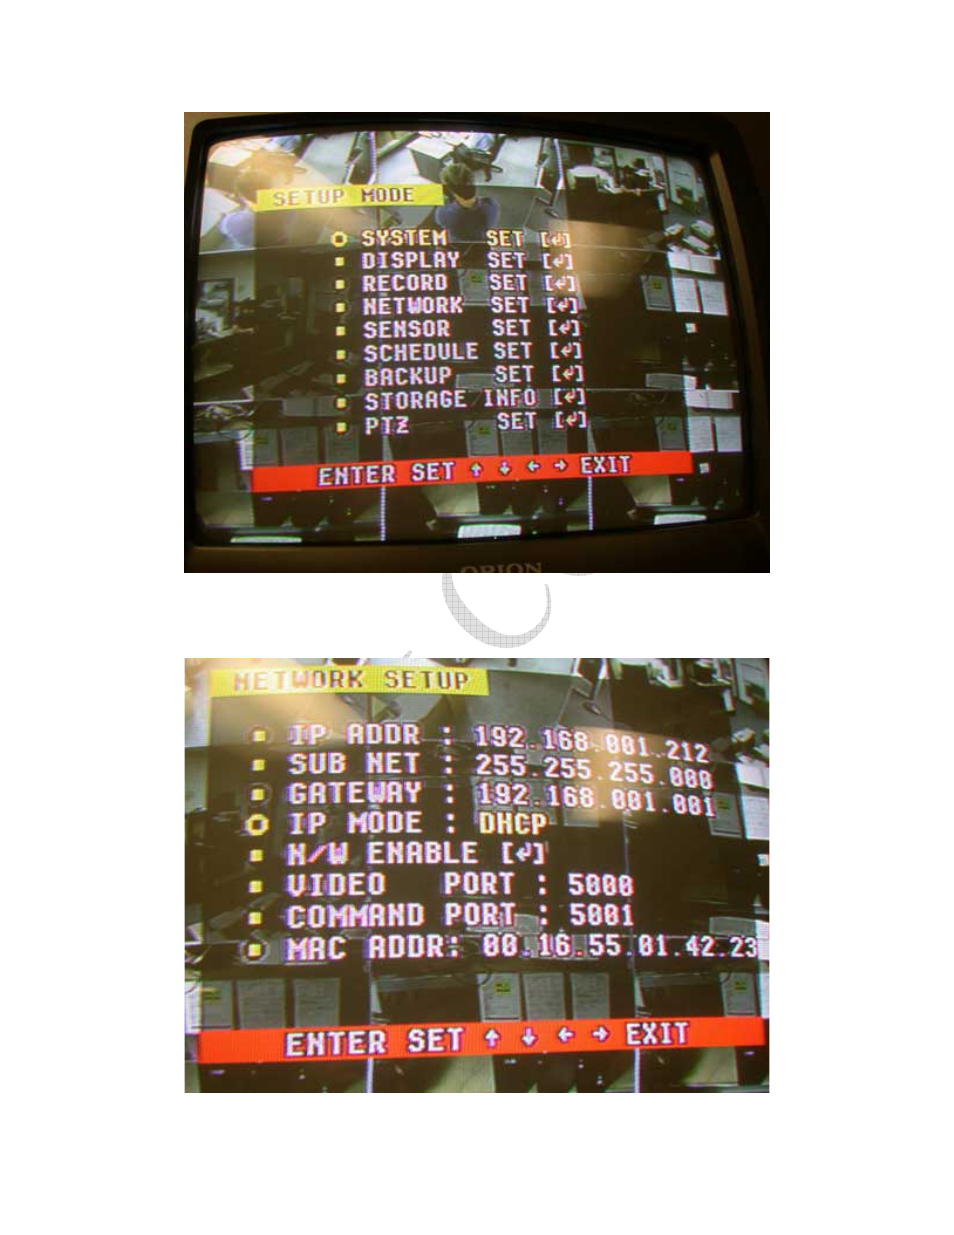 SETUP MODE
SYSTEM SET [↲]
DISPLAY SET [↲]
RECORD SET [↲]
NETWORK SET [↲]
SENSOR SET [↲]
SCHEDULE SET [↲]
BACKUP SET [↲]
STORAGE INFO [↲]
PTZ SET [↲]
ENTER SET ↑ ↓ ← → EXIT
ORION
NETWORK SETUP
IP ADDR : 192.168.001.212
SUB NET : 255.255.255.000
GATEWAY : 192.168.001.001
IP MODE : DHCP
N/W ENABLE [↲]
VIDEO PORT : 5000
COMMAND PORT : 5001
MAC ADDR: 00.16.55.01.42.23
ENTER SET ↑ ↓ ← → EXIT